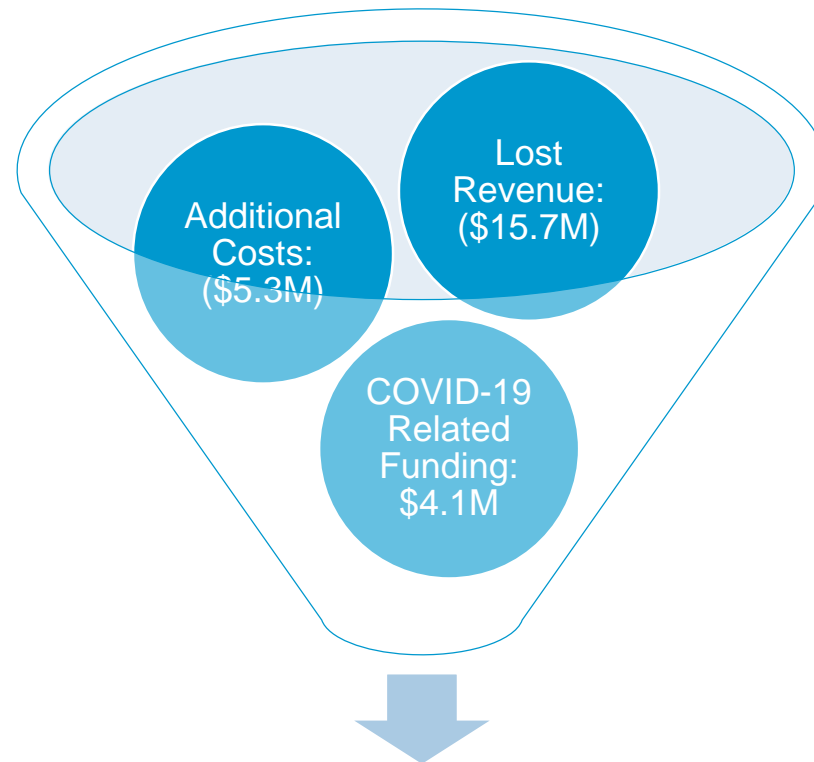 Additional
Costs:
($5.3M)
Lost
Revenue:
($15.7M)
COVID-19
Related
Funding:
$4.1M